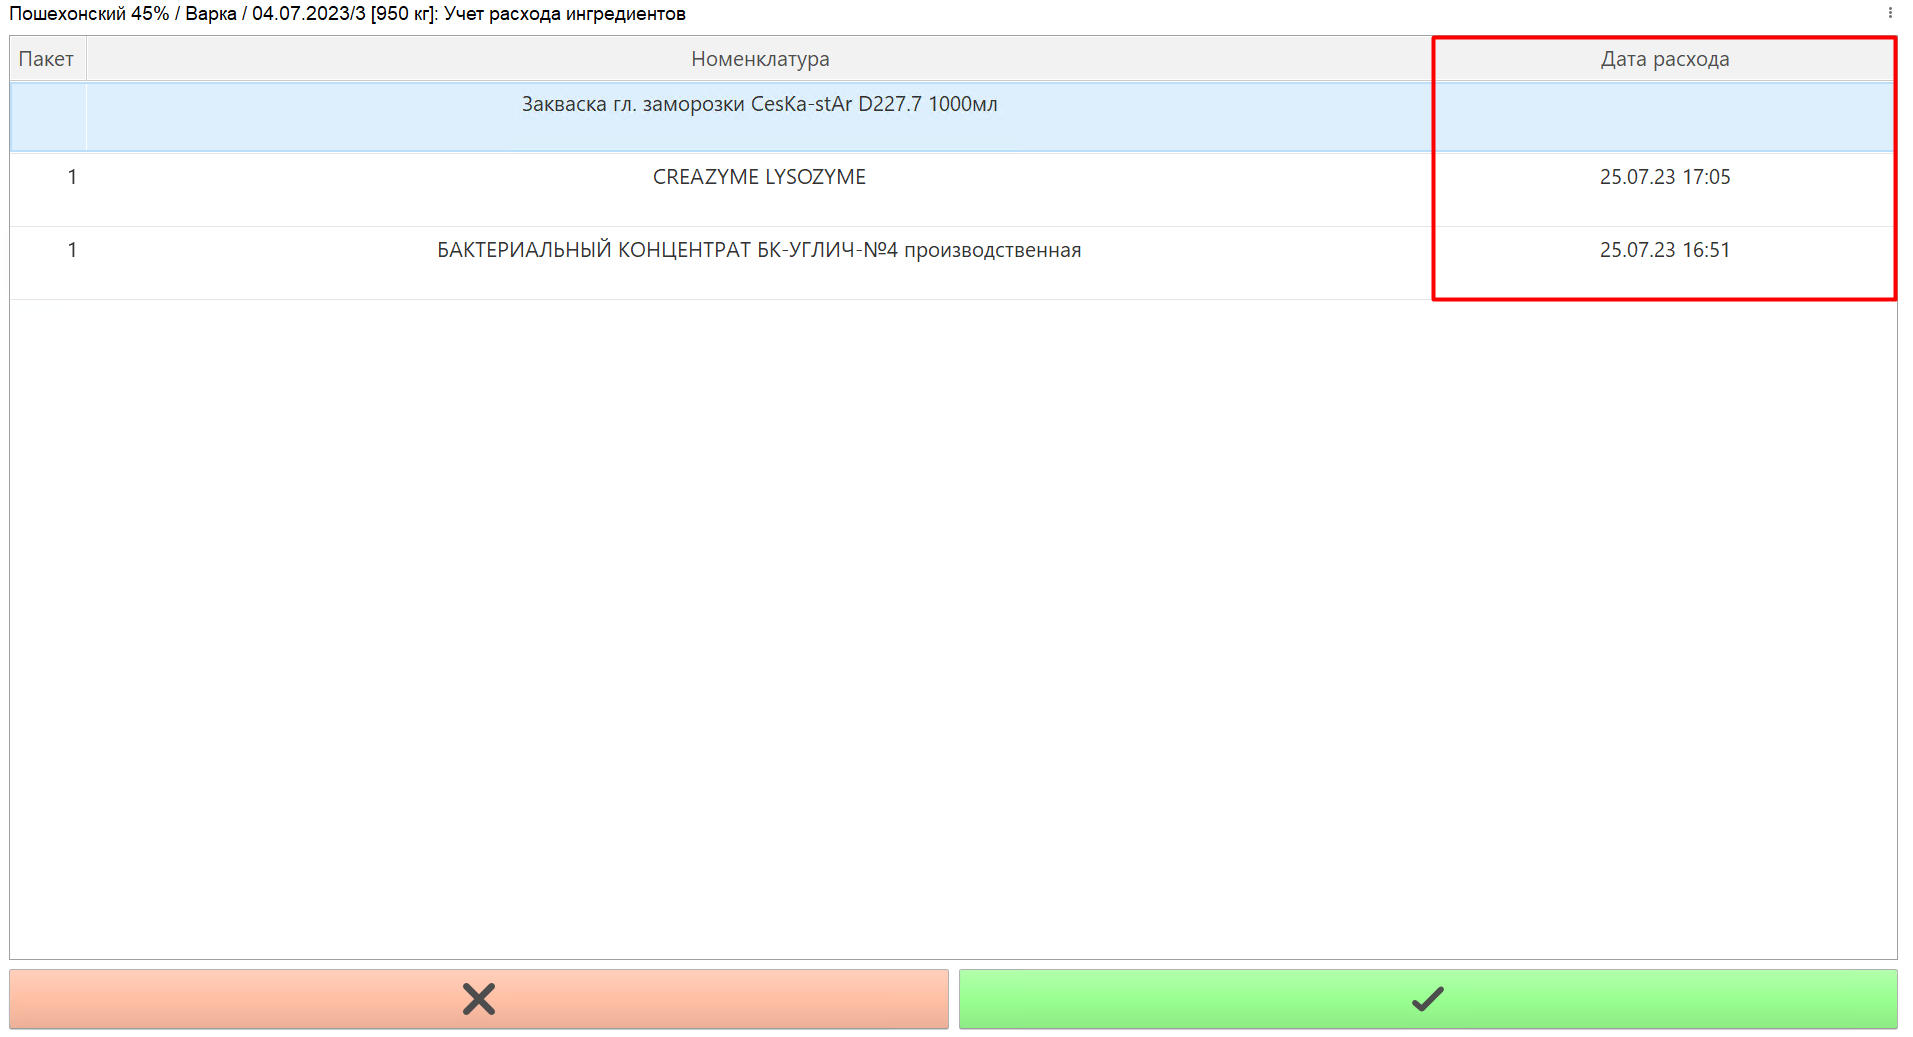 Пошехонский 45% / Варка / 04.07.2023/3 [950 кг]: Учет расхода ингредиентов
Пакет Номенклатура Дата расхода
Закваска гл. заморозки CesKa-stAr D227.7 1000мл
1 CREAZYME LYSOZYME 25.07.23 17:05
1 БАКТЕРИАЛЬНЫЙ КОНЦЕНТРАТ БК-УГЛИЧ-№4 производственная 25.07.23 16:51